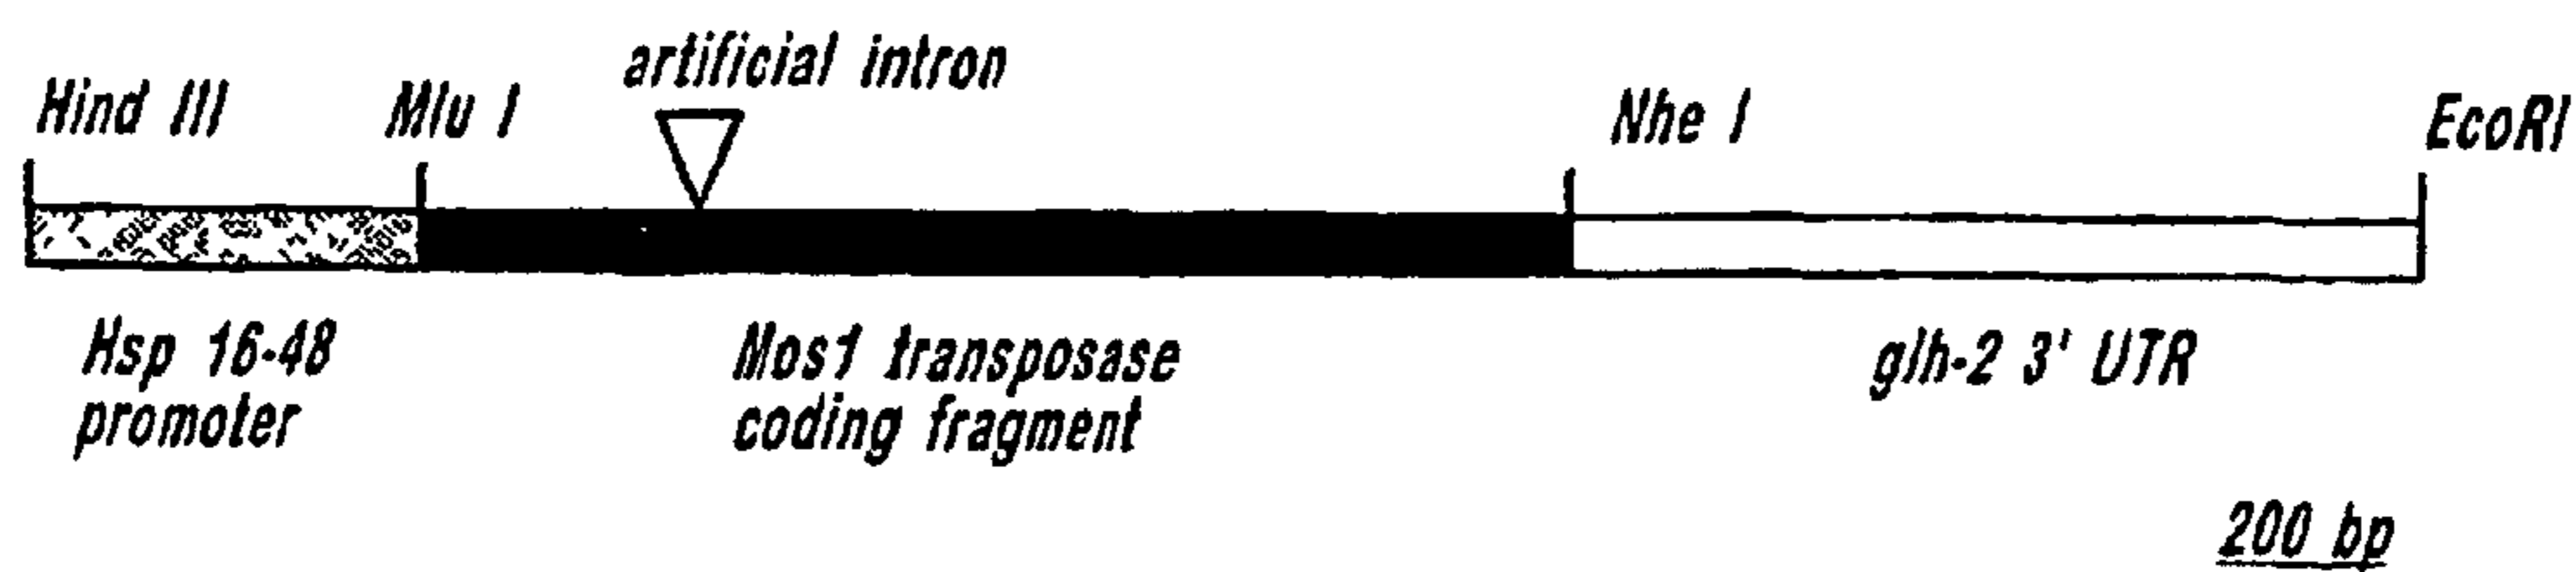 artificial intron
Hind III
Mlu I
Nhe I
EcoRI
Hsp 16-48
promoter
Mos1 transposase
coding fragment
glh-2 3' UTR
200 bp